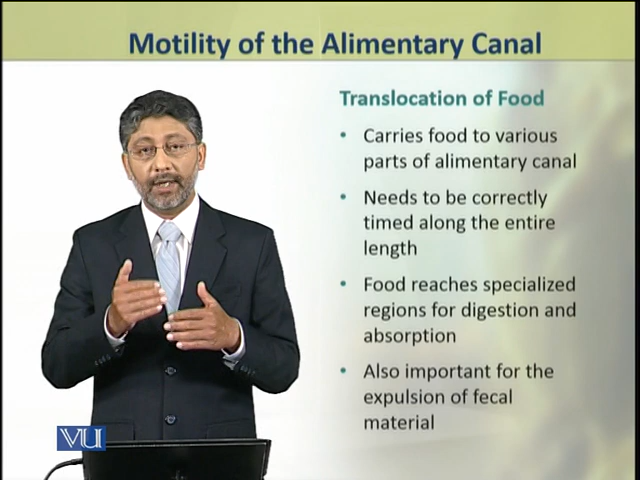 Motility of the Alimentary Canal
Translocation of Food
• Carries food to various
parts of alimentary canal
• Needs to be correctly
timed along the entire
length
• Food reaches specialized
regions for digestion and
absorption
• Also important for the
expulsion of fecal
material
VU